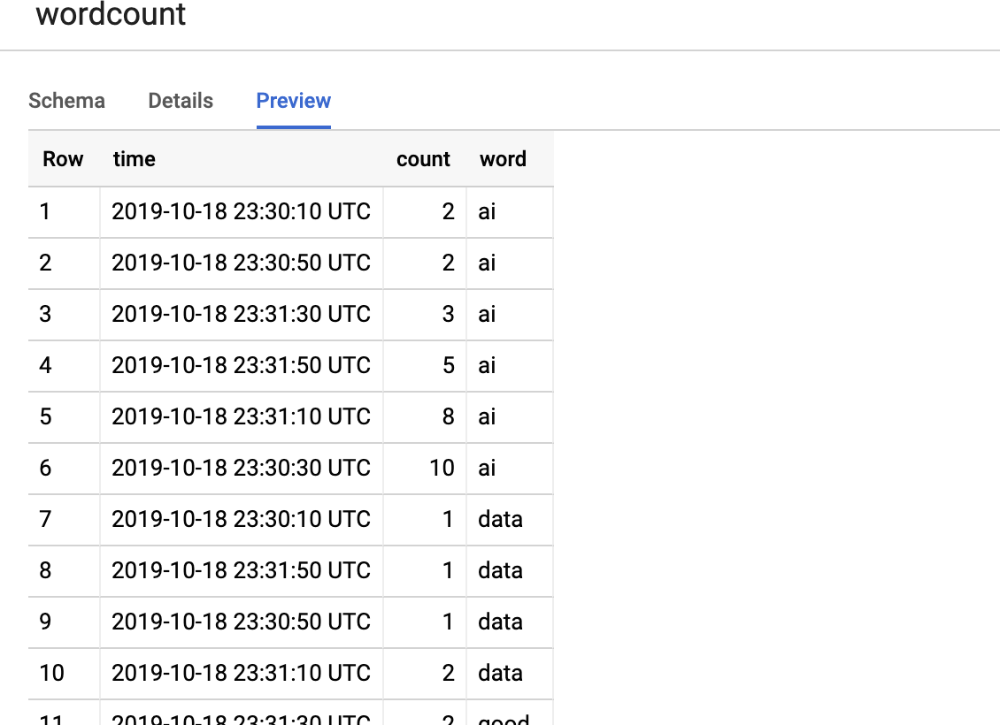 wordcount
Schema Details Preview
Row time count word
1 2019-10-18 23:30:10 UTC 2 ai
2 2019-10-18 23:30:50 UTC 2 ai
3 2019-10-18 23:31:30 UTC 3 ai
4 2019-10-18 23:31:50 UTC 5 ai
5 2019-10-18 23:31:10 UTC 8 ai
6 2019-10-18 23:30:30 UTC 10 ai
7 2019-10-18 23:30:10 UTC 1 data
8 2019-10-18 23:31:50 UTC 1 data
9 2019-10-18 23:30:50 UTC 1 data
10 2019-10-18 23:31:10 UTC 2 data
11 2019-10-18 23:31:30 UTC 2 good